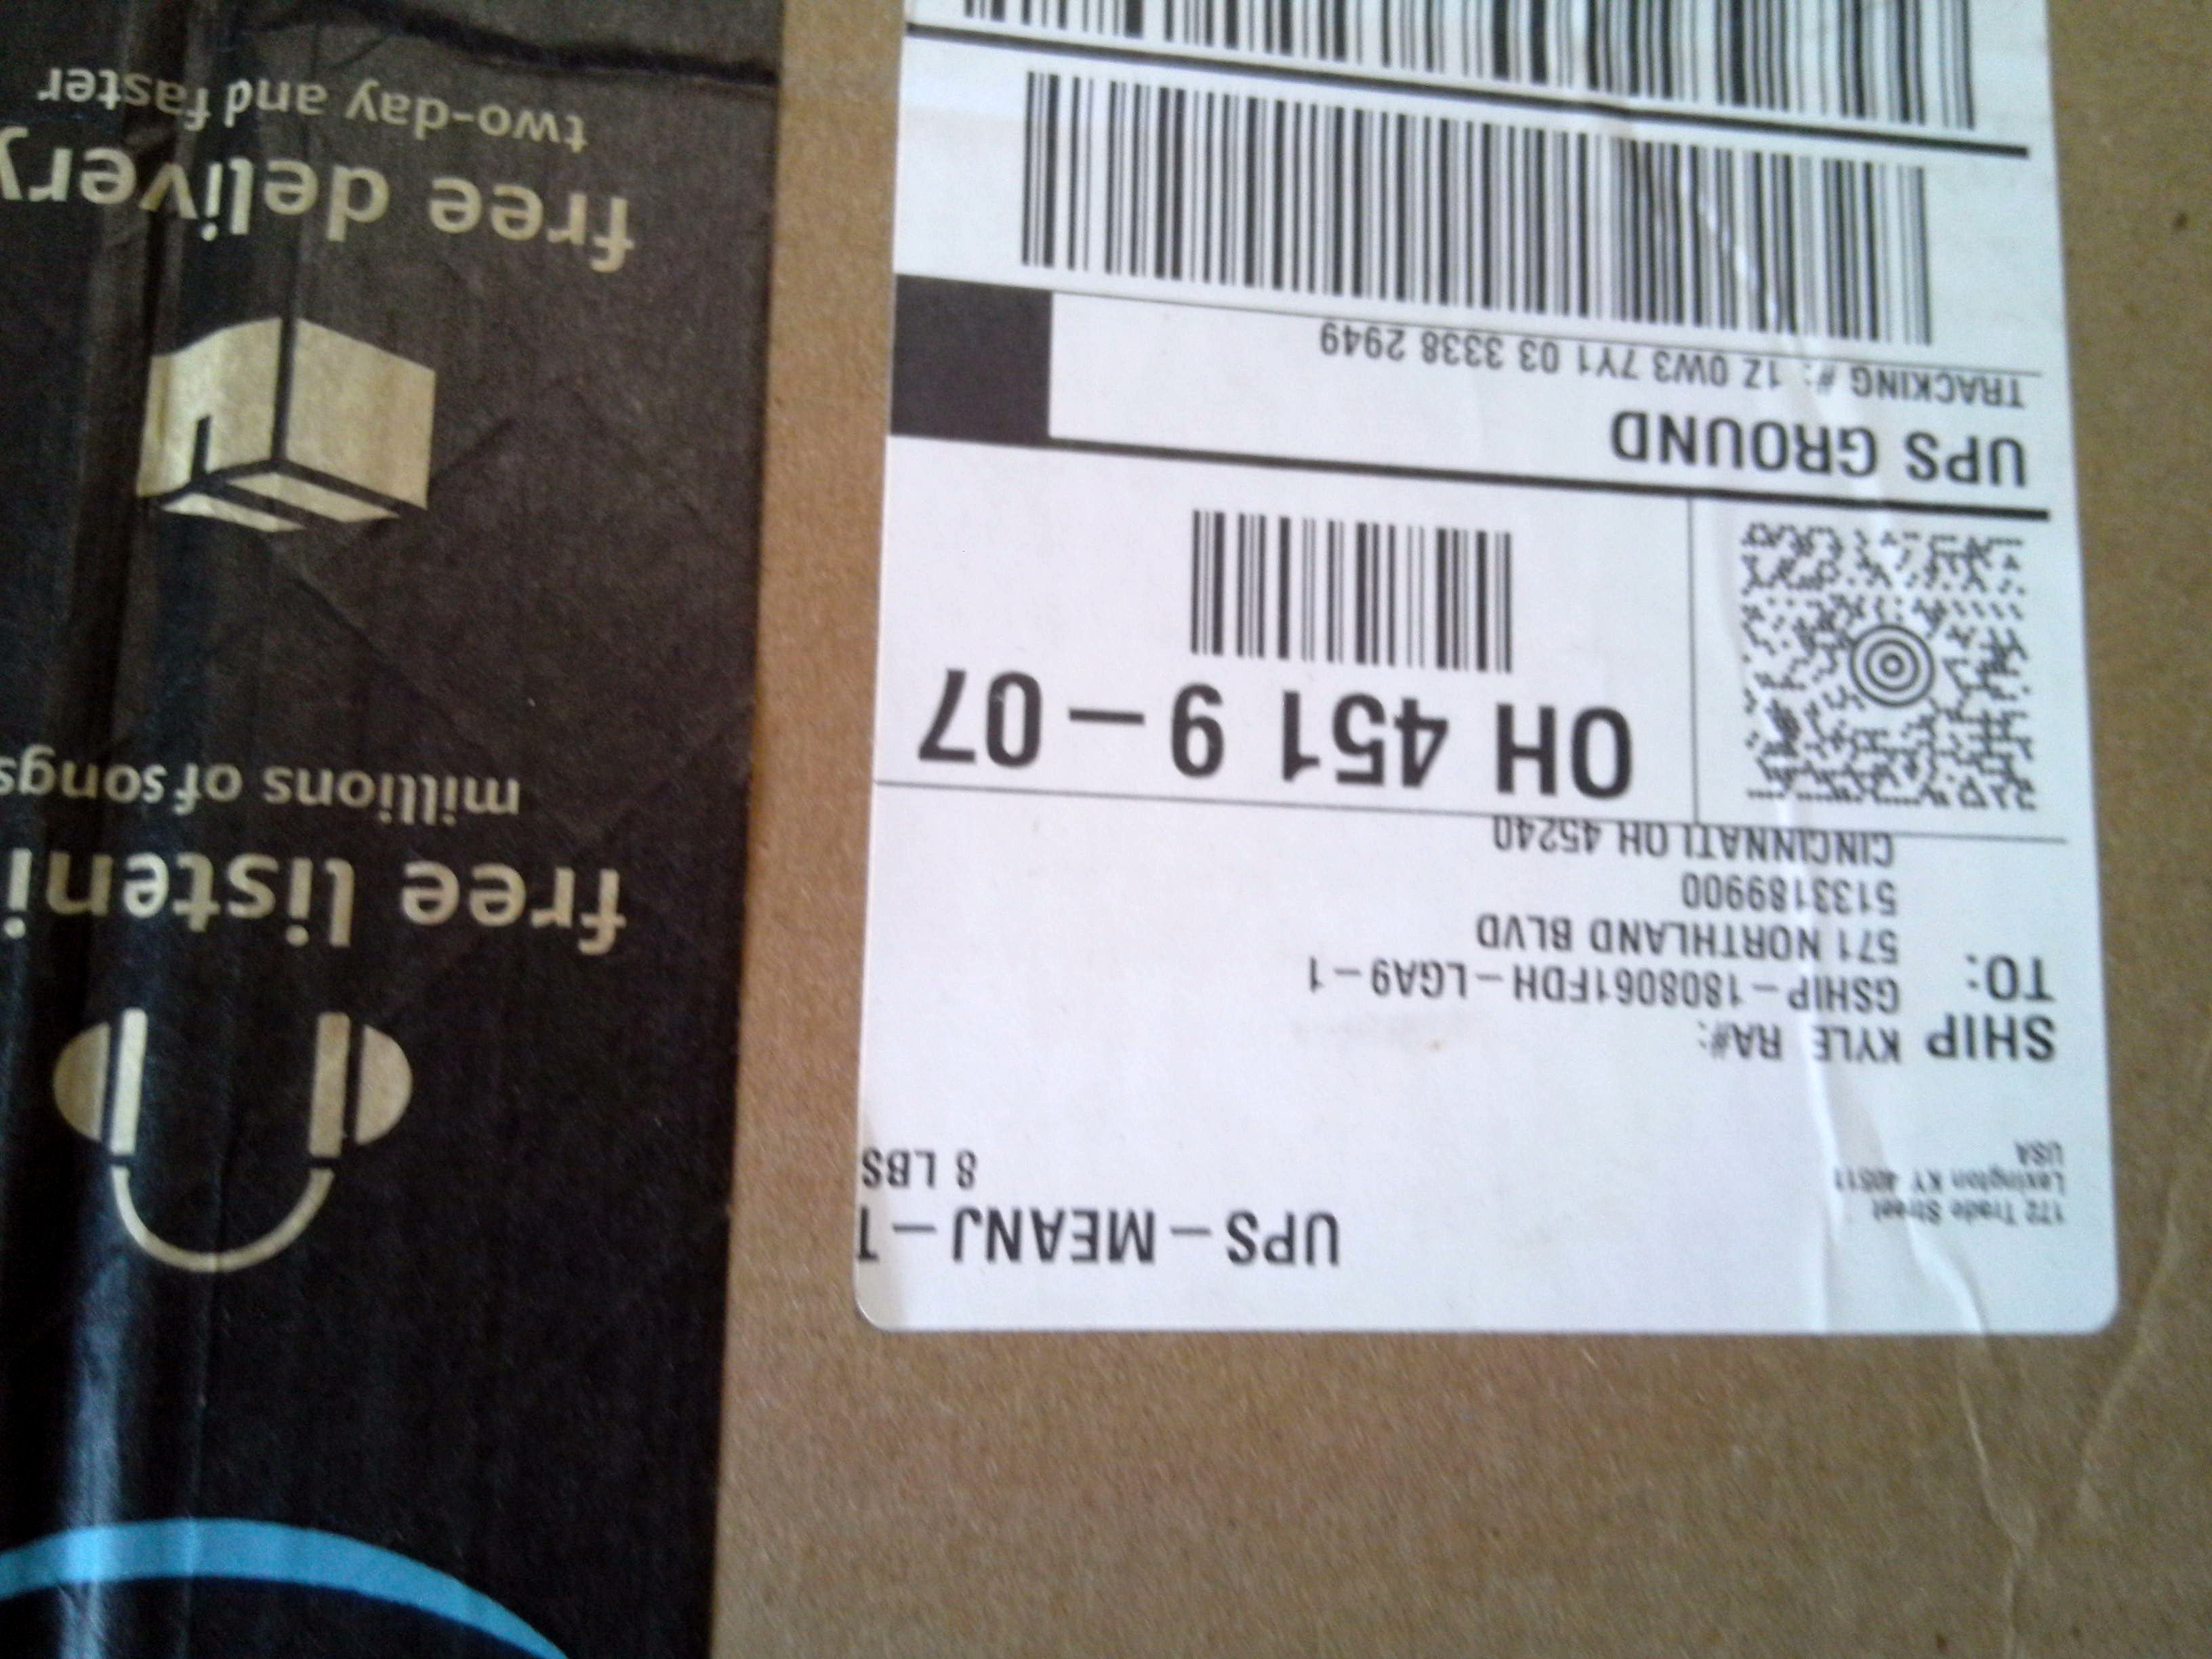 172 Trade Street
Lexington KY 40511
USA
UPS-MEANJ-T
8 LBS
SHIP TO:
KYLE RA#:
GSHIP-1808061FDH-LGA9-1
571 NORTHLAND BLVD
5133189900
CINCINNATI OH 45240
OH 451 9-07
UPS GROUND
TRACKING #: 1Z 0W3 7Y1 03 3338 2949
free listeni
millions of songs
free delivery
two-day and faster